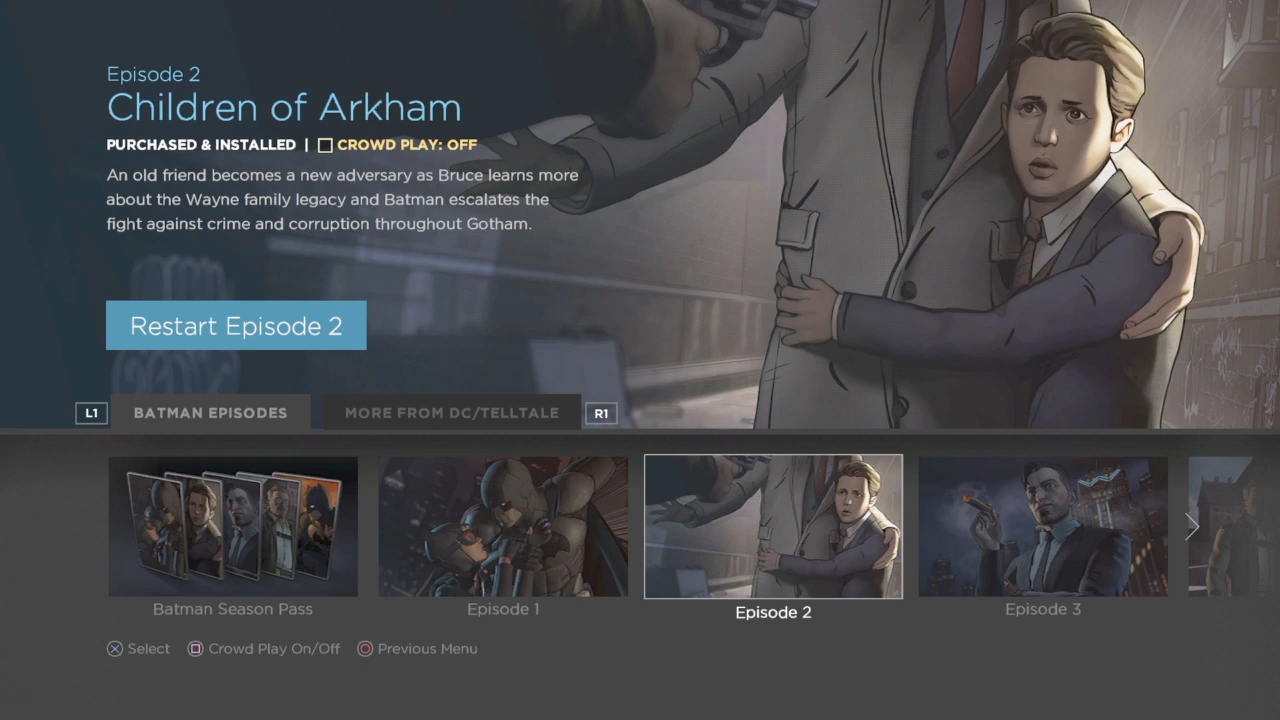 Episode 2
Children of Arkham
PURCHASED & INSTALLED | CROWD PLAY: OFF
An old friend becomes a new adversary as Bruce learns more
about the Wayne family legacy and Batman escalates the
fight against crime and corruption throughout Gotham.
Restart Episode 2
L1 BATMAN EPISODES MORE FROM DC/TELLTALE R1
Batman Season Pass Episode 1 Episode 2 Episode 3
Select Crowd Play On/Off Previous Menu